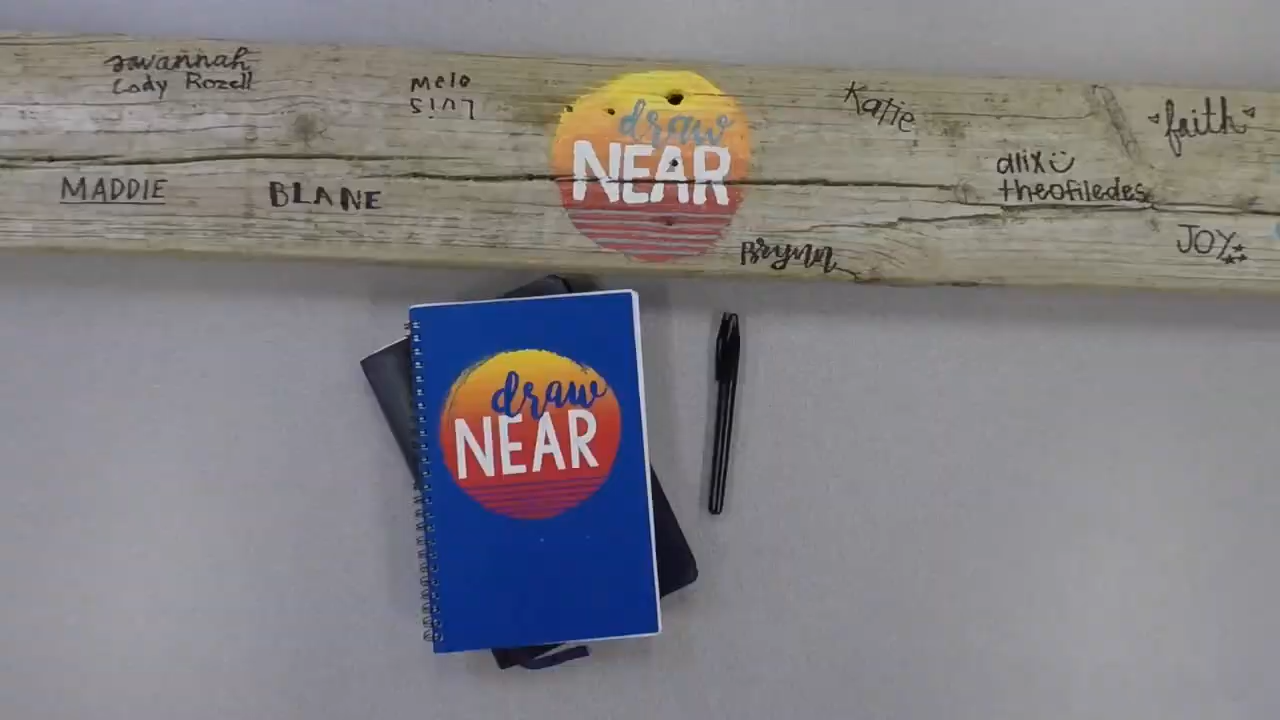 savannah
Cody Rozell
Melo
Luis
MADDIE
BLANE
draw
NEAR
Brynn
Katie
alix
theofiledes
faith
JOY
draw
NEAR